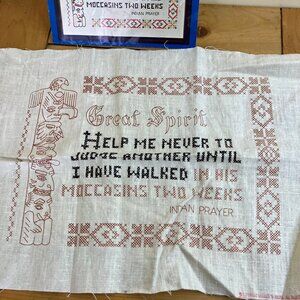 MOCCASINS TWO WEEKS
INDIAN PRAYER
Great Spirit
HELP ME NEVER TO
JUDGE ANOTHER UNTIL
I HAVE WALKED IN HIS
MOCCASINS TWO WEEKS
INDIAN PRAYER